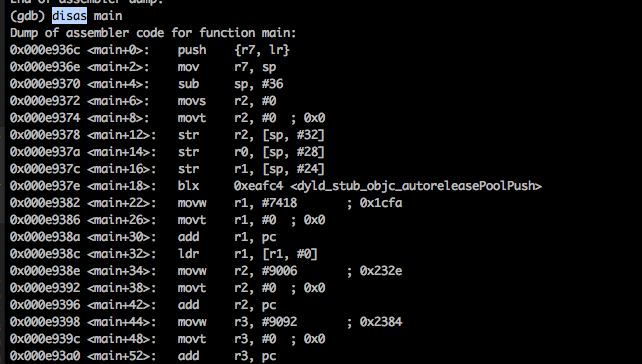 End of assembler dump.
(gdb) disas main
Dump of assembler code for function main:
0x000e936c <main+0>: push {r7, lr}
0x000e936e <main+2>: mov r7, sp
0x000e9370 <main+4>: sub sp, #36
0x000e9372 <main+6>: movs r2, #0
0x000e9374 <main+8>: movt r2, #0 ; 0x0
0x000e9378 <main+12>: str r2, [sp, #32]
0x000e937a <main+14>: str r0, [sp, #28]
0x000e937c <main+16>: str r1, [sp, #24]
0x000e937e <main+18>: blx 0xeafc4 <dyld_stub_objc_autoreleasePoolPush>
0x000e9382 <main+22>: movw r1, #7418 ; 0x1cfa
0x000e9386 <main+26>: movt r1, #0 ; 0x0
0x000e938a <main+30>: add r1, pc
0x000e938c <main+32>: ldr r1, [r1, #0]
0x000e938e <main+34>: movw r2, #9006 ; 0x232e
0x000e9392 <main+38>: movt r2, #0 ; 0x0
0x000e9396 <main+42>: add r2, pc
0x000e9398 <main+44>: movw r3, #9092 ; 0x2384
0x000e939c <main+48>: movt r3, #0 ; 0x0
0x000e93a0 <main+52>: add r3, pc